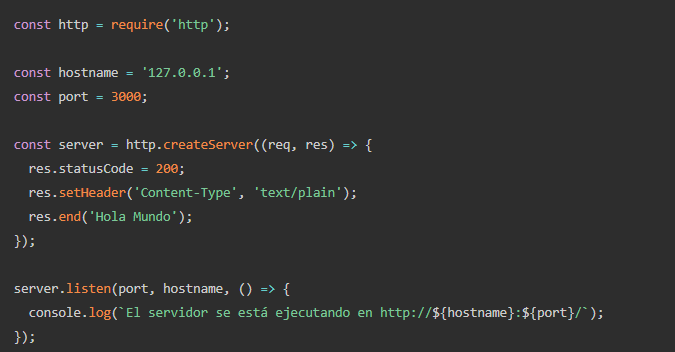 const http = require('http');
const hostname = '127.0.0.1';
const port = 3000;
const server = http.createServer((req, res) => {
  res.statusCode = 200;
  res.setHeader('Content-Type', 'text/plain');
  res.end('Hola Mundo');
});
server.listen(port, hostname, () => {
  console.log(`El servidor se está ejecutando en http://${hostname}:${port}/`);
});